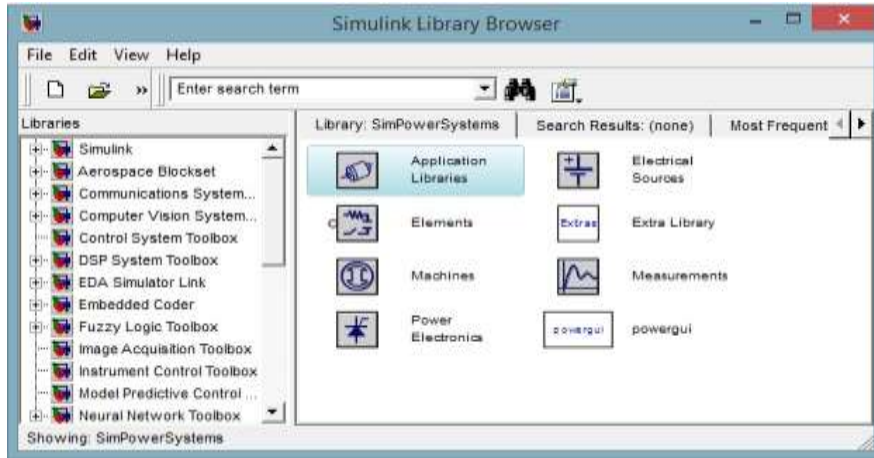 Simulink Library Browser
File Edit View Help
» Enter search term
Libraries
Library: SimPowerSystems Search Results: (none) Most Frequent
Simulink
Aerospace Blockset
Communications System...
Computer Vision System...
Control System Toolbox
DSP System Toolbox
EDA Simulator Link
Embedded Coder
Fuzzy Logic Toolbox
Image Acquisition Toolbox
Instrument Control Toolbox
Model Predictive Control ...
Neural Network Toolbox
Application
Libraries
Electrical
Sources
Elements
Extras
Extra Library
Machines
Measurements
Power
Electronics
powergui
powergui
Showing: SimPowerSystems